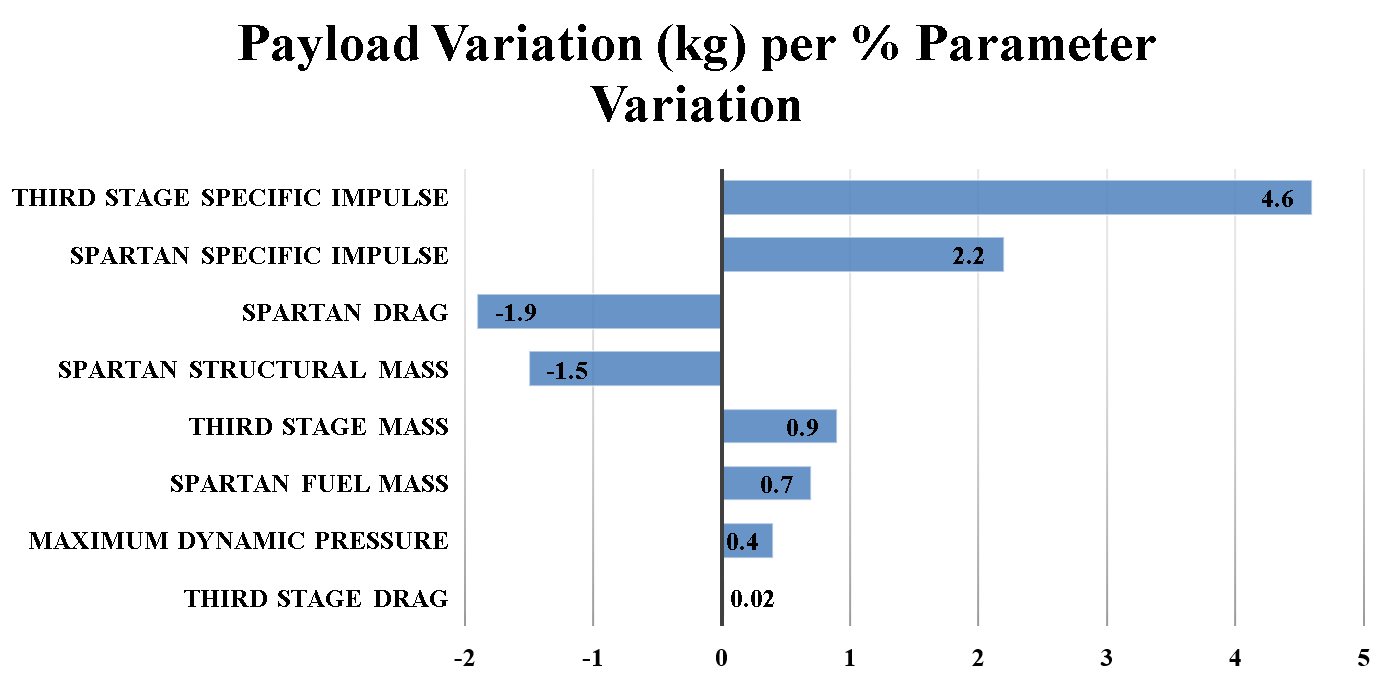 Payload Variation (kg) per % Parameter
Variation
THIRD STAGE SPECIFIC IMPULSE
4.6
SPARTAN SPECIFIC IMPULSE
2.2
SPARTAN DRAG
-1.9
SPARTAN STRUCTURAL MASS
-1.5
THIRD STAGE MASS
0.9
SPARTAN FUEL MASS
0.7
MAXIMUM DYNAMIC PRESSURE
0.4
THIRD STAGE DRAG
0.02
-2 -1 0 1 2 3 4 5